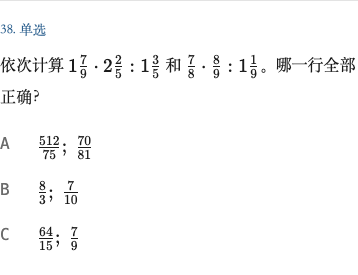 38. 单选
依次计算 1 7/9 · 2 2/5 : 1 3/5 和 7/8 · 8/9 : 1 1/9。哪一行全部
正确?
A 512/75; 70/81
B 8/3; 7/10
C 64/15; 7/9